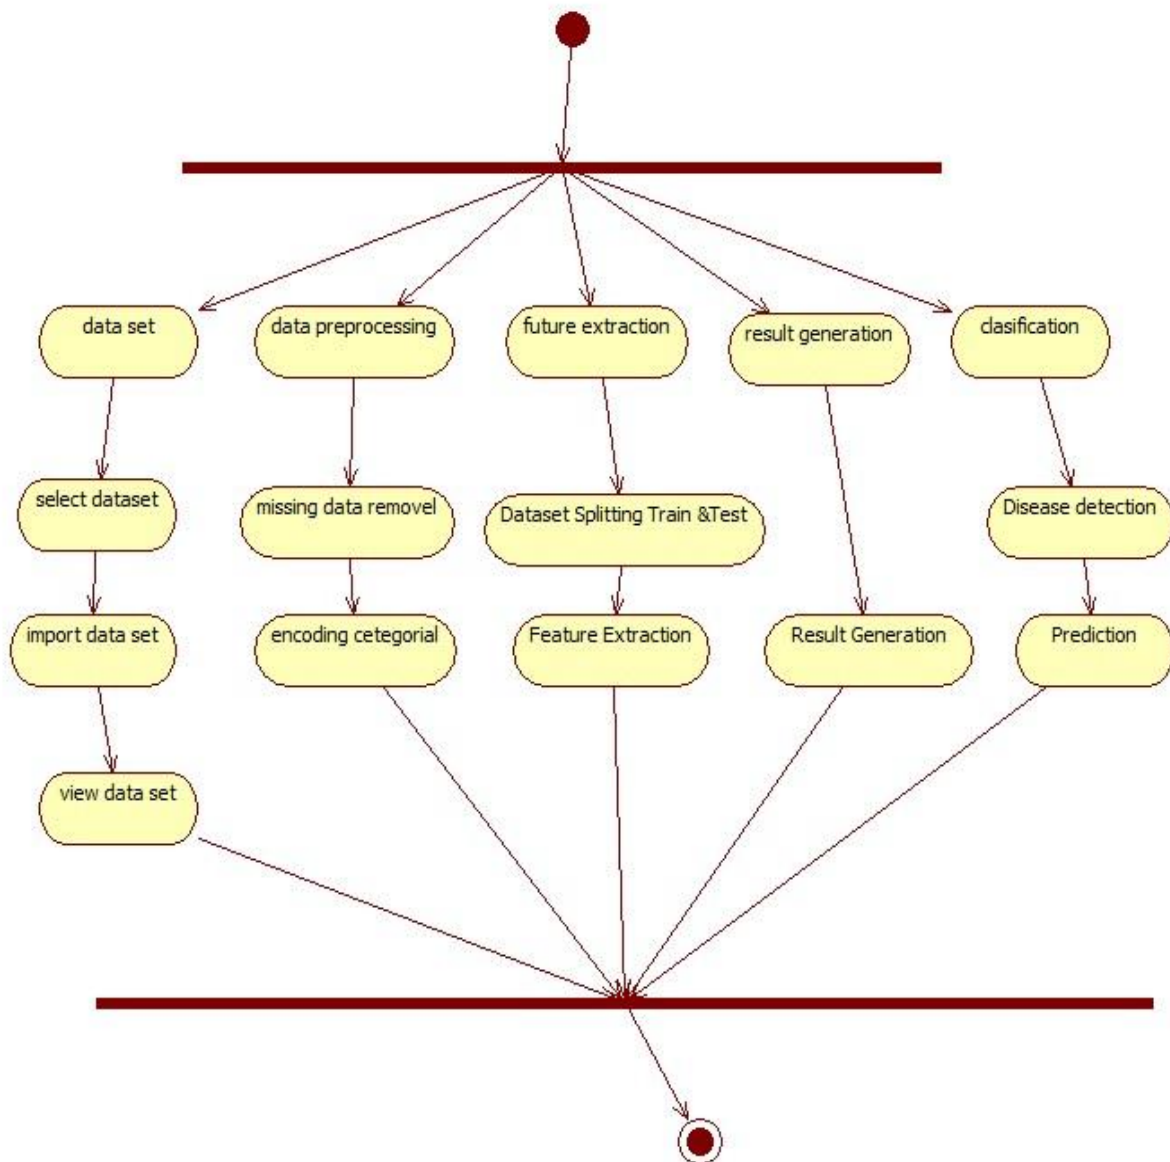 data set
data preprocessing
future extraction
result generation
clasification
select dataset
missing data removel
Dataset Splitting Train &Test
Disease detection
import data set
encoding cetegorial
Feature Extraction
Result Generation
Prediction
view data set